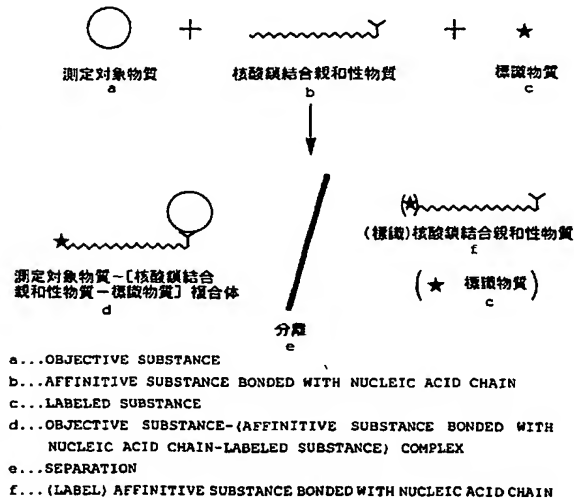 測定対象物質
a
核酸鎖結合親和性物質
b
標識物質
c
測定対象物質-[核酸鎖結合
親和性物質-標識物質] 複合体
d
(標識)核酸鎖結合親和性物質
f
(★ 標識物質)
c
分離
e
a...OBJECTIVE SUBSTANCE
b...AFFINITIVE SUBSTANCE BONDED WITH NUCLEIC ACID CHAIN
c...LABELED SUBSTANCE
d...OBJECTIVE SUBSTANCE-(AFFINITIVE SUBSTANCE BONDED WITH
NUCLEIC ACID CHAIN-LABELED SUBSTANCE) COMPLEX
e...SEPARATION
f...(LABEL) AFFINITIVE SUBSTANCE BONDED WITH NUCLEIC ACID CHAIN